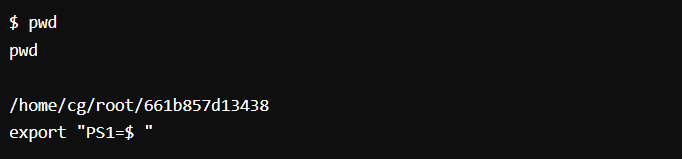 $ pwd
pwd
/home/cg/root/661b857d13438
export "PS1=$ "